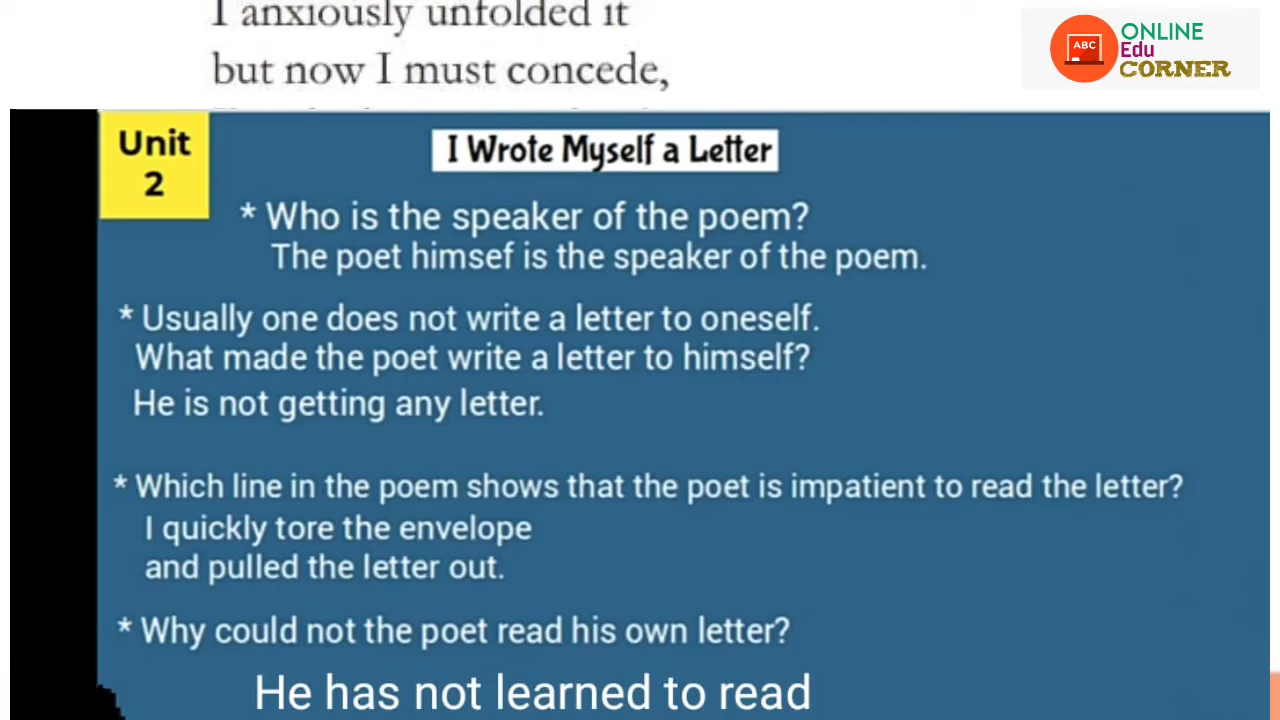 I anxiously unfolded it
but now I must concede,
ABC
ONLINE
Edu
CORNER
Unit
2
I Wrote Myself a Letter
* Who is the speaker of the poem?
The poet himsef is the speaker of the poem.
* Usually one does not write a letter to oneself.
What made the poet write a letter to himself?
He is not getting any letter.
* Which line in the poem shows that the poet is impatient to read the letter?
I quickly tore the envelope
and pulled the letter out.
* Why could not the poet read his own letter?
He has not learned to read